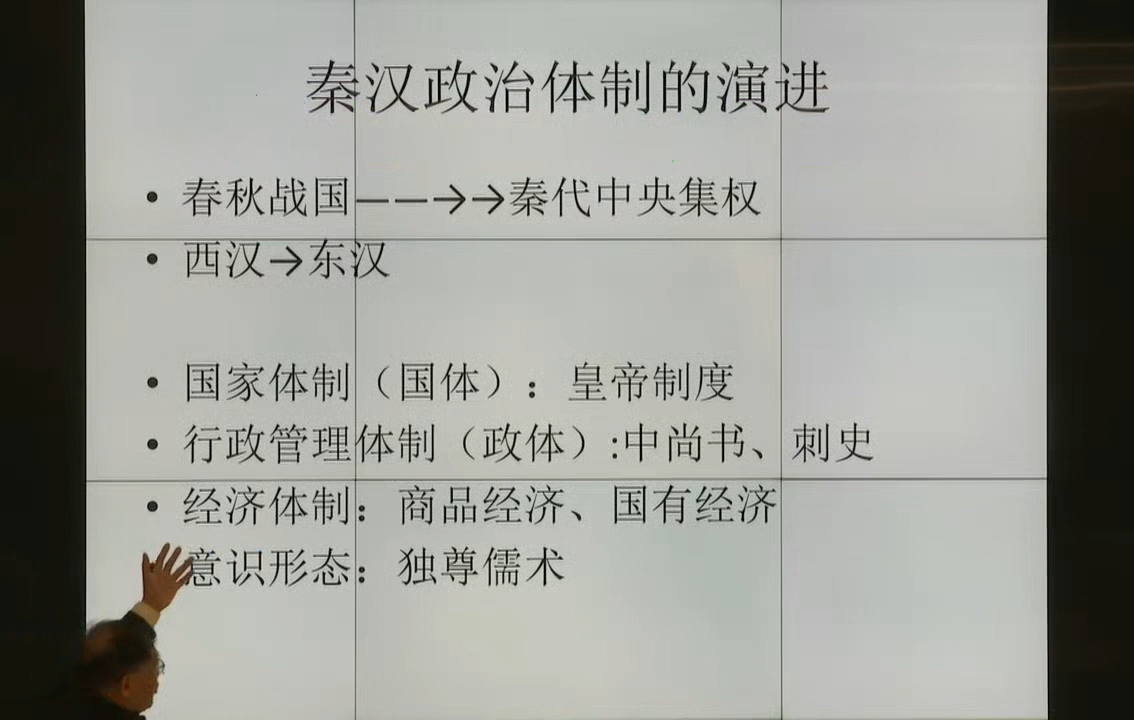 秦汉政治体制的演进
• 春秋战国——→→秦代中央集权
• 西汉→东汉
• 国家体制（国体）：皇帝制度
• 行政管理体制（政体）:中尚书、刺史
• 经济体制：商品经济、国有经济
意识形态：独尊儒术